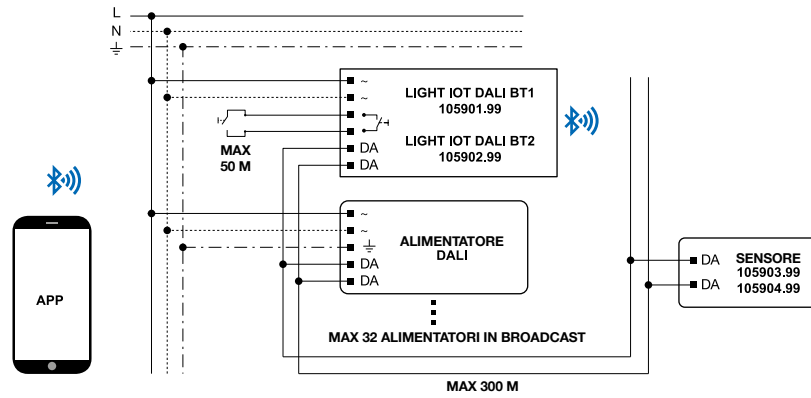 L
N
~
~
LIGHT IOT DALI BT1
105901.99
LIGHT IOT DALI BT2
105902.99
DA
DA
MAX
50 M
~
~
ALIMENTATORE
DALI
DA
DA
MAX 32 ALIMENTATORI IN BROADCAST
APP
DA
DA
SENSORE
105903.99
105904.99
MAX 300 M